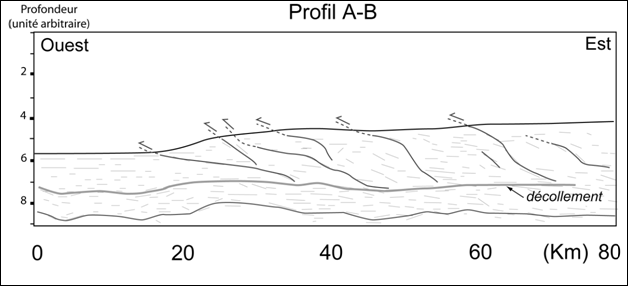 Profondeur
(unité arbitraire)
Profil A-B
Ouest
Est
2
4
6
8
décollement
0
20
40
60
(Km)
80